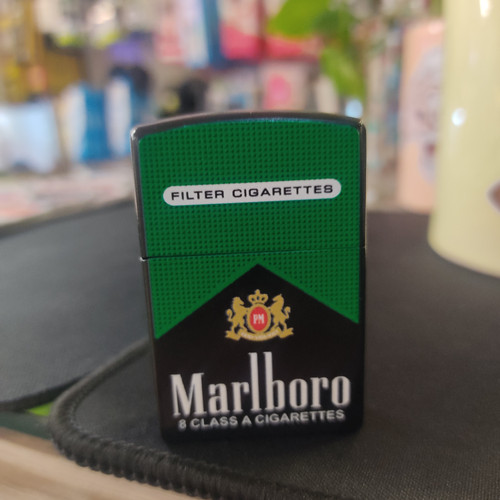 FILTER CIGARETTES
PM
Marlboro
8 CLASS A CIGARETTES